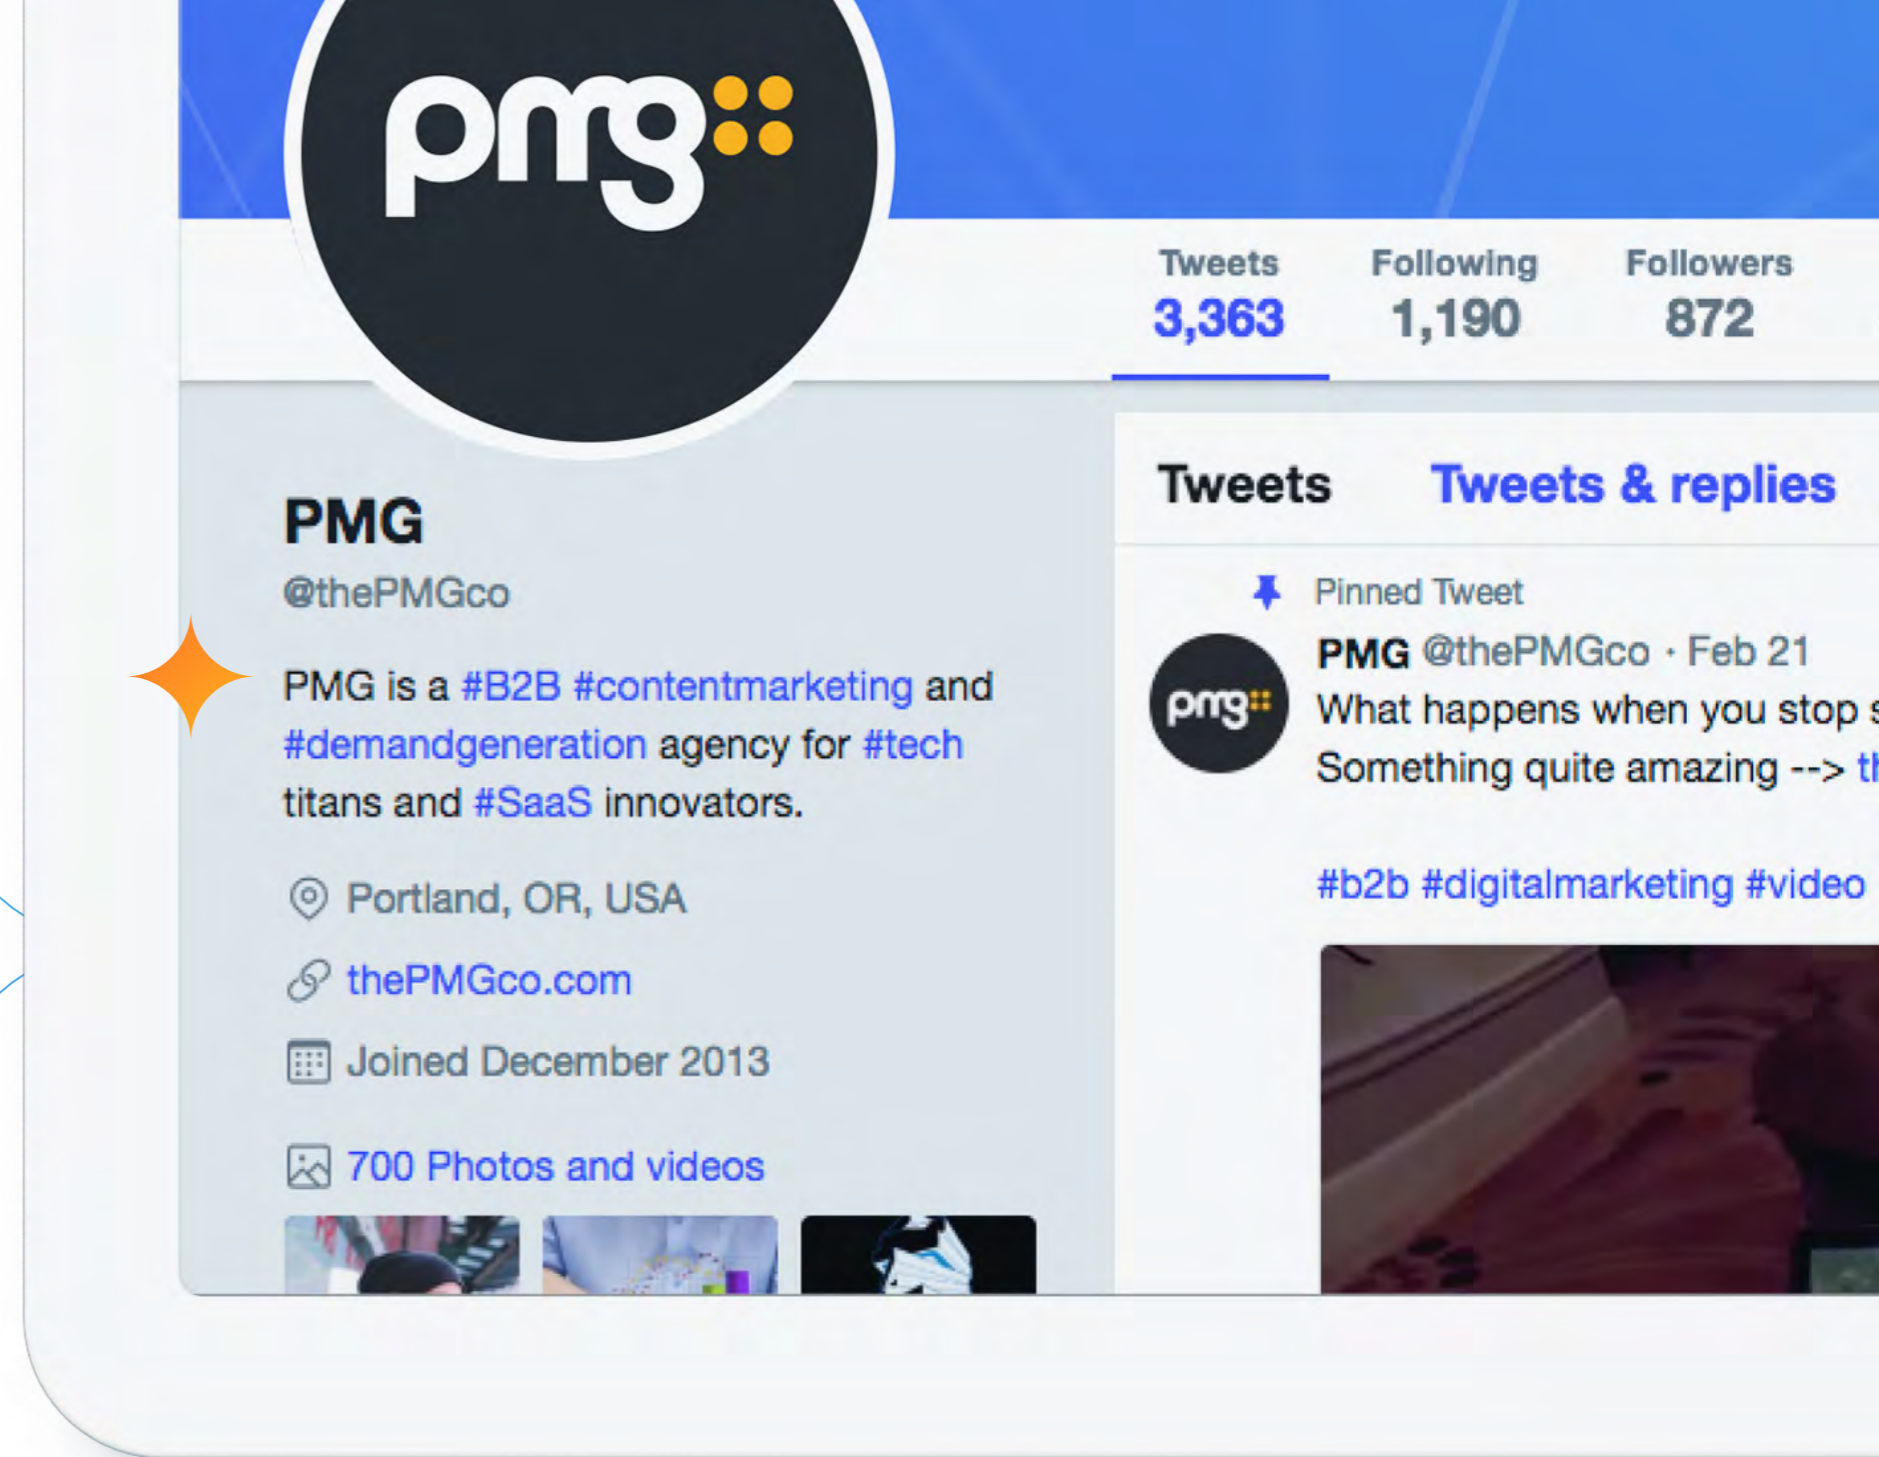 pmg
Tweets Following Followers
3,363 1,190 872
PMG
@thePMGco
PMG is a #B2B #contentmarketing and
#demandgeneration agency for #tech
titans and #SaaS innovators.
Portland, OR, USA
thePMGco.com
Joined December 2013
700 Photos and videos
Tweets Tweets & replies
Pinned Tweet
PMG @thePMGco · Feb 21
pmg
What happens when you stop s
Something quite amazing --> th
#b2b #digitalmarketing #video